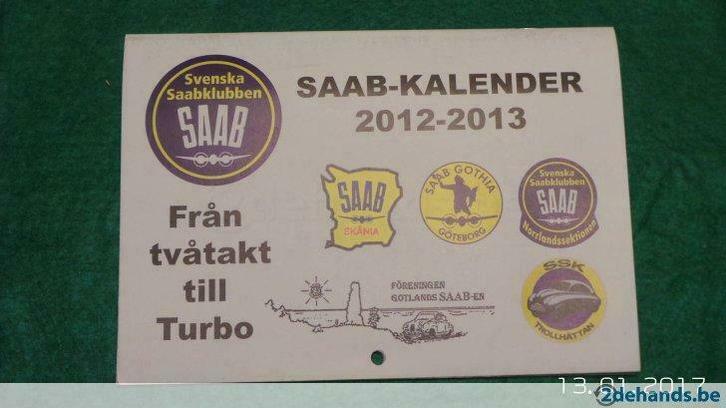 Svenska
Saabklubben
SAAB
SAAB-KALENDER
2012-2013
SAAB
SKÅNIA
SAAB GOTHIA
GÖTEBORG
Svenska
Saabklubben
SAAB
Norrlandssektionen
Från
tvåtakt
till
Turbo
FÖRENINGEN
GOTLANDS SAAB-EN
SSK
TROLLHÄTTAN
13.01.2017
2dehands.be